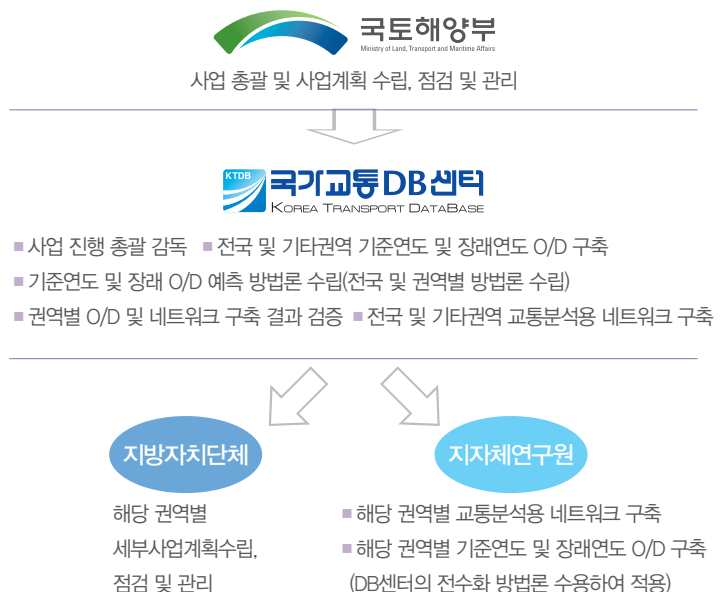 국토해양부
Ministry of Land, Transport and Maritime Affairs
사업 총괄 및 사업계획 수립, 점검 및 관리
KTDB
국가교통DB센터
KOREA TRANSPORT DATABASE
■ 사업 진행 총괄 감독 ■ 전국 및 기타권역 기준연도 및 장래연도 O/D 구축
■ 기준연도 및 장래 O/D 예측 방법론 수립(전국 및 권역별 방법론 수립)
■ 권역별 O/D 및 네트워크 구축 결과 검증 ■ 전국 및 기타권역 교통분석용 네트워크 구축
지방자치단체
해당 권역별
세부사업계획수립,
점검 및 관리
지자체연구원
■ 해당 권역별 교통분석용 네트워크 구축
■ 해당 권역별 기준연도 및 장래연도 O/D 구축
(DB센터의 전수화 방법론 수용하여 적용)